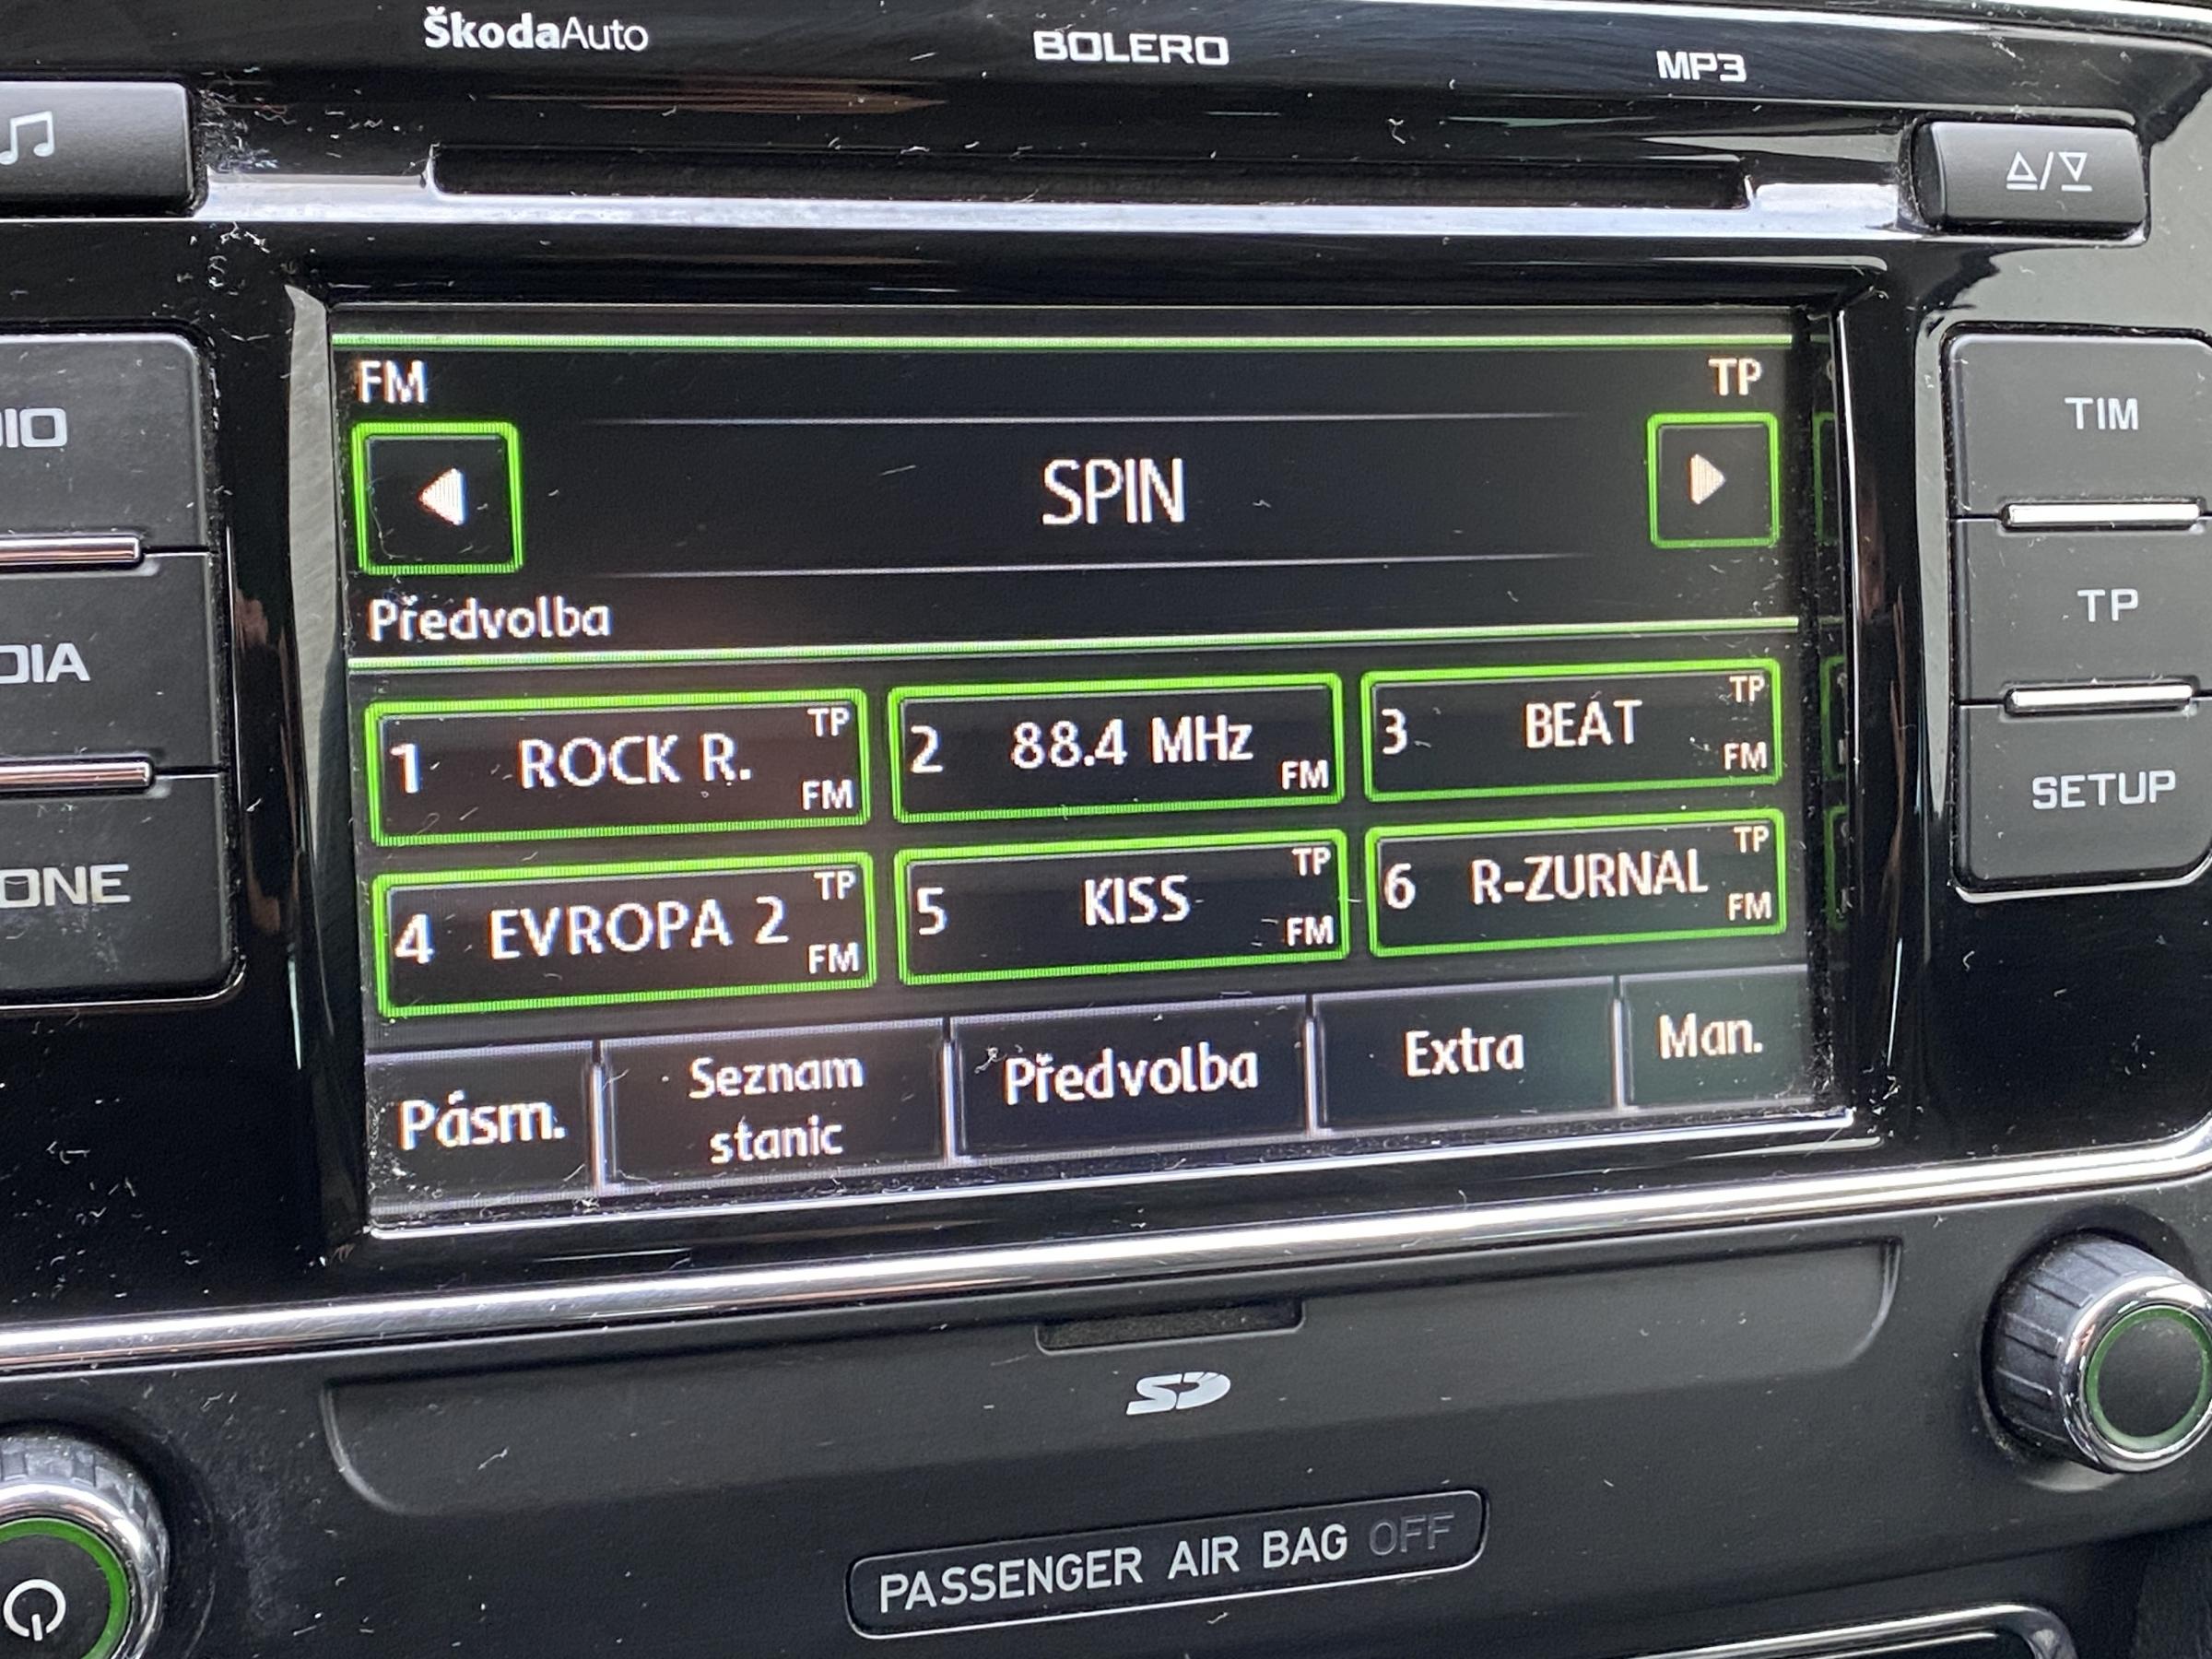 ŠkodaAuto BOLERO MP3
FM TP
SPIN
Předvolba
1 ROCK R. TP FM
2 88.4 MHz FM
3 BEAT TP FM
4 EVROPA 2 TP FM
5 KISS TP FM
6 R-ZURNAL TP FM
Pásm.
Seznam
stanic
Předvolba
Extra
Man.
DIO
DIA
ONE
TIM
TP
SETUP
SD
PASSENGER AIR BAG OFF